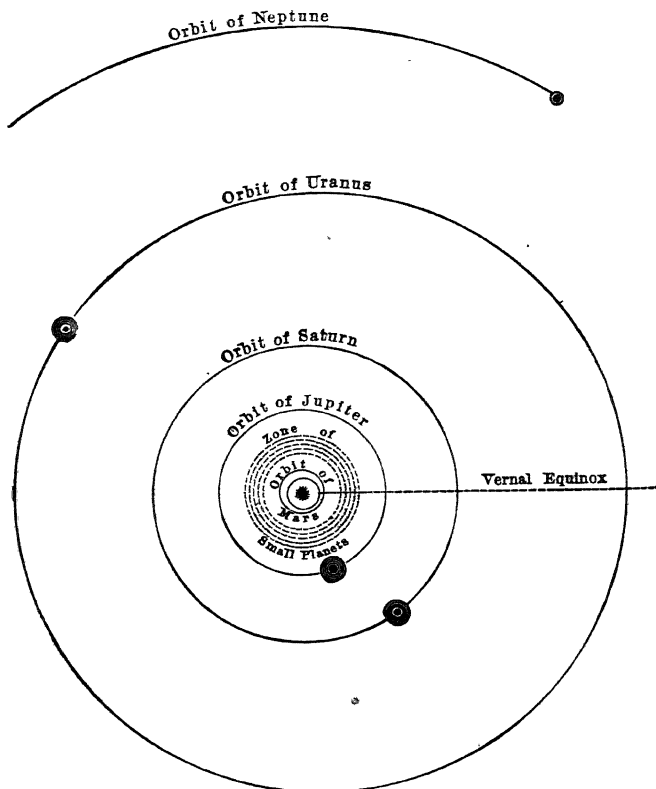 Orbit of Neptune
Orbit of Uranus
Orbit of Saturn
Orbit of Jupiter
Zone of
Orbit of
Mars
Small Planets
Vernal Equinox